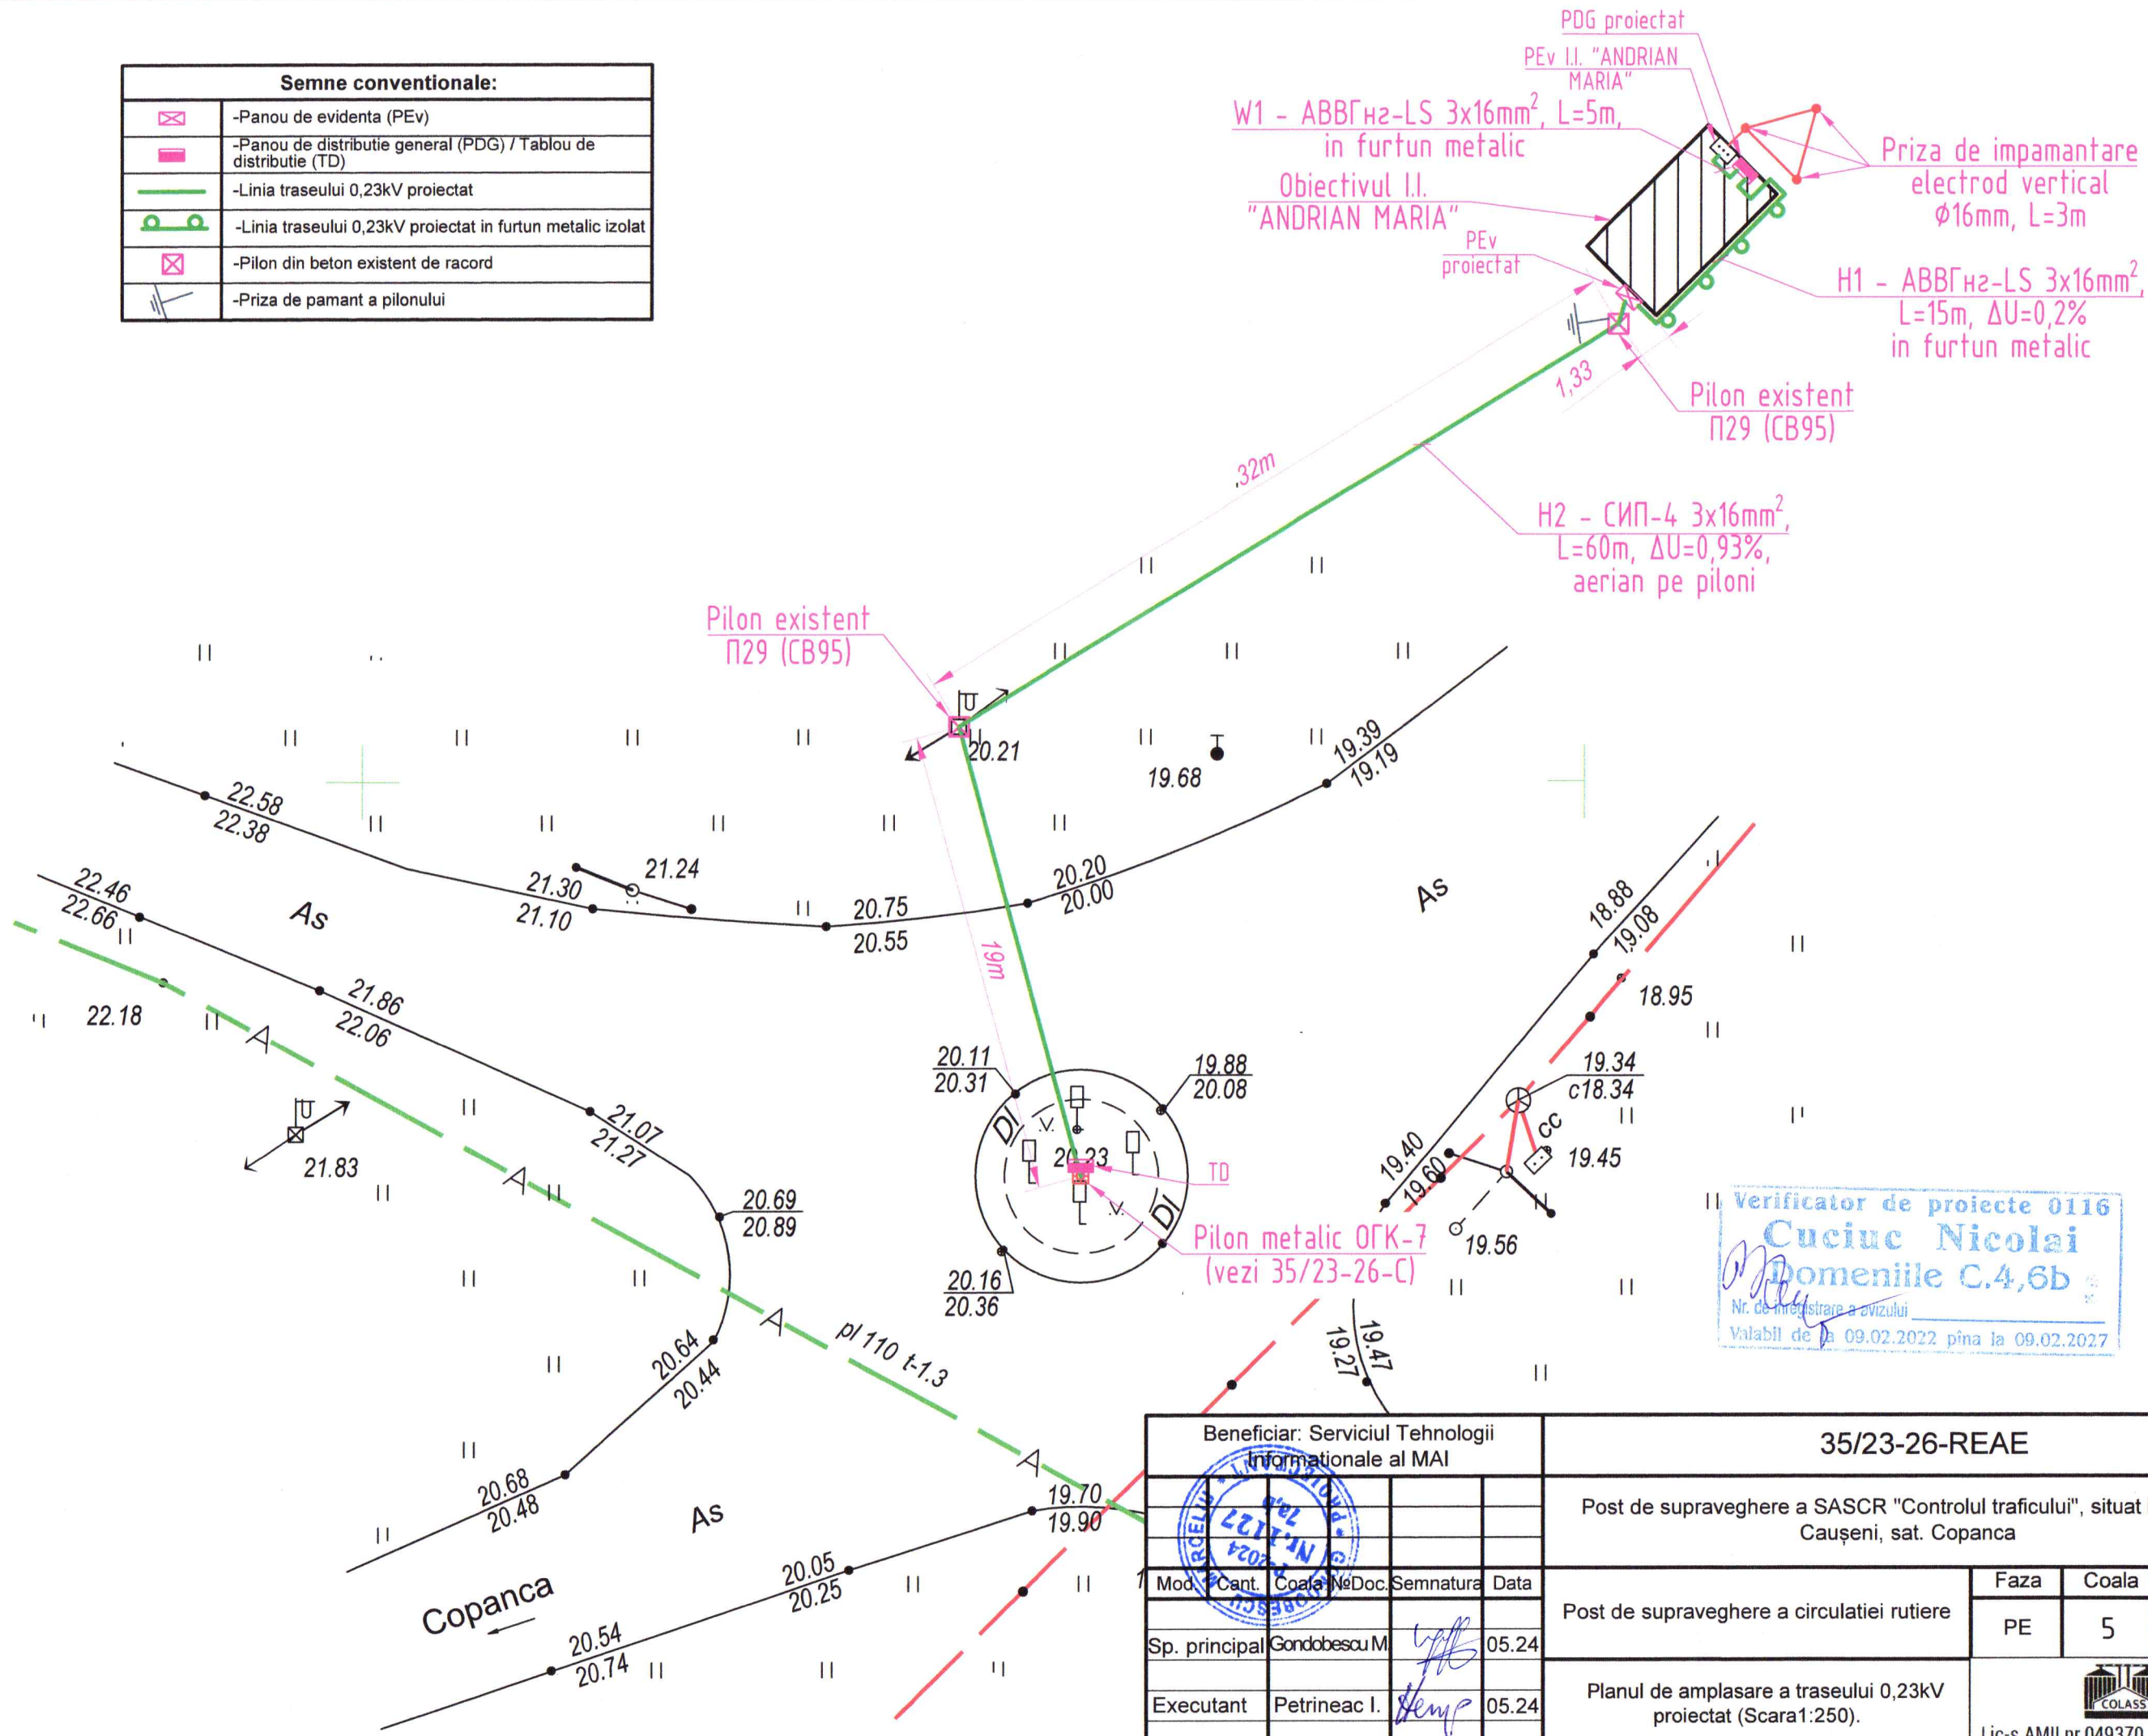 Semne conventionale:
-Panou de evidenta (PEv)
-Panou de distributie general (PDG) / Tablou de
distributie (TD)
-Linia traseului 0,23kV proiectat
-Linia traseului 0,23kV proiectat in furtun metalic izolat
-Pilon din beton existent de racord
-Priza de pamant a pilonului
PDG proiectat
PEv I.I. "ANDRIAN
MARIA"
W1 - АВВГнг-LS 3x16mm², L=5m,
in furtun metalic
Obiectivul I.I.
"ANDRIAN MARIA"
PEv
proiectat
Priza de impamantare
electrod vertical
Φ16mm, L=3m
H1 - АВВГнг-LS 3x16mm²,
L=15m, ΔU=0,2%
in furtun metalic
1,33
Pilon existent
П29 (СВ95)
32m
H2 - СИП-4 3x16mm²,
L=60m, ΔU=0,93%,
aerian pe piloni
Pilon existent
П29 (СВ95)
20.21
19.68
19.39
19.19
22.58
22.38
21.24
21.30
21.10
20.75
20.55
20.20
20.00
22.46
22.66
As
As
18.88
19.08
19m
21.86
22.06
22.18
A
18.95
20.11
20.31
19.88
20.08
19.34
c18.34
DI
.V.
21.07
21.27
cc
19.45
21.83
A
TD
19.40
19.60
20.69
20.89
DI
.V.
19.56
Pilon metalic ОГК-7
(vezi 35/23-26-C)
20.16
20.36
A
pl 110 t-1.3
20.64
20.44
19.47
19.27
Verificator de proiecte 0116
Cuciuc Nicolai
Domeniile C.4,6b
Nr. de inregistrare a avizului
Valabil de la 09.02.2022 pina la 09.02.2027
A
20.68
20.48
As
19.70
19.90
20.05
20.25
Copanca
20.54
20.74
Beneficiar: Serviciul Tehnologii
Informationale al MAI
35/23-26-REAE
Post de supraveghere a SASCR "Controlul traficului", situat
Caușeni, sat. Copanca
PROIECTANT * GONDOBESCU MARCELIU *
Nr.1127
2024
Mod. Cant. Coala №Doc. Semnatura Data
Post de supraveghere a circulatiei rutiere
Faza Coala
PE 5
Sp. principal Gondobescu M. 05.24
Executant Petrineac I. 05.24
Planul de amplasare a traseului 0,23kV
proiectat (Scara1:250).
COLASS